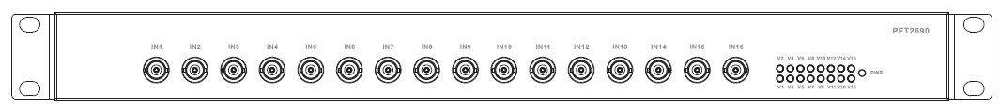 PFT2690
IN1 IN2 IN3 IN4 IN5 IN6 IN7 IN8 IN9 IN10 IN11 IN12 IN13 IN14 IN15 IN16
V2 V4 V6 V8 V10 V12 V14 V16
PWR
V1 V3 V5 V7 V9 V11 V13 V15